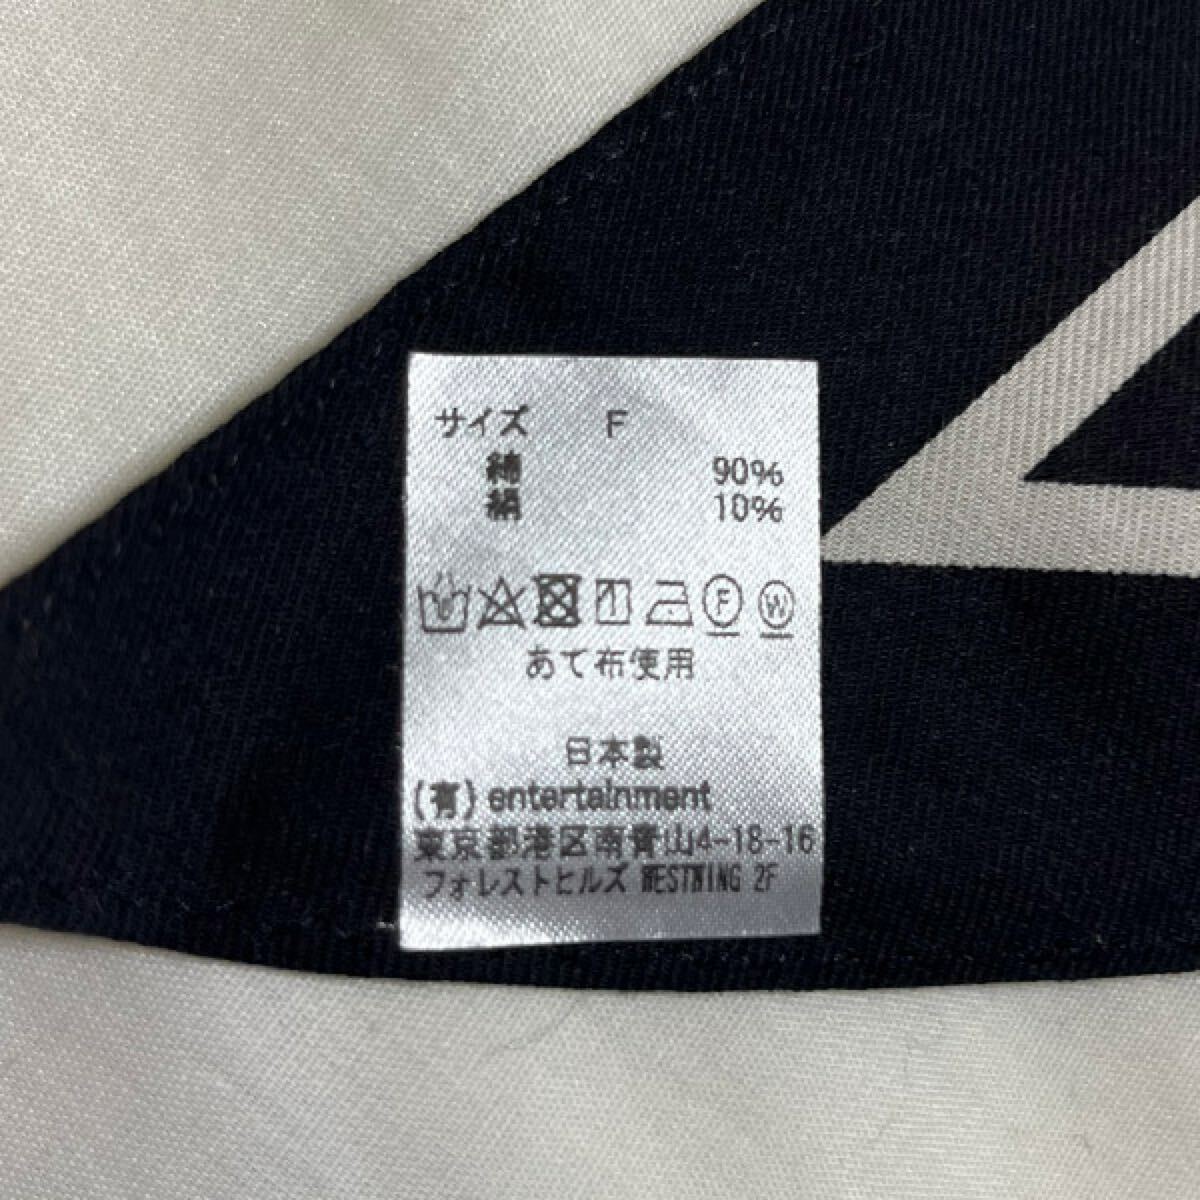 サイズ F
綿 90%
絹 10%
F W
あて布使用
日本製
(有) entertainment
東京都港区南青山4-18-16
フォレストヒルズ WESTWING 2F